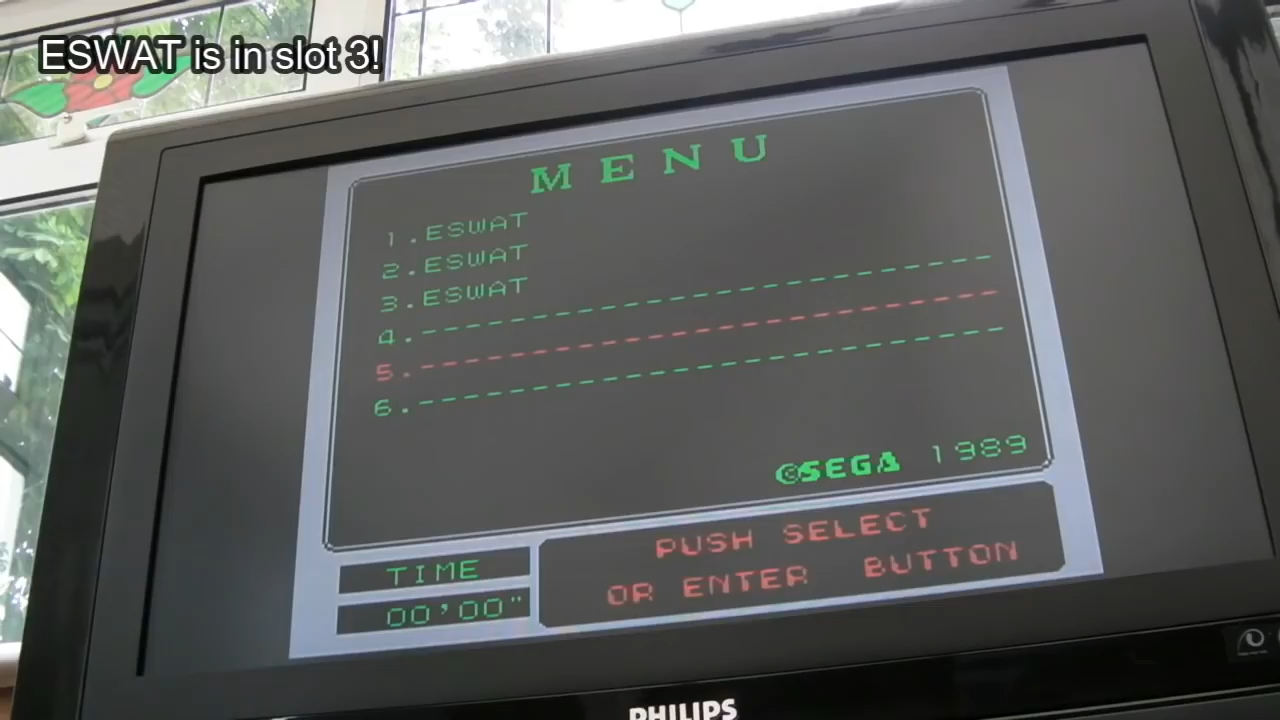 ESWAT is in slot 3!
MENU
1.ESWAT
2.ESWAT
3.ESWAT
4.--------------------
5.--------------------
6.--------------------
©SEGA 1989
TIME
00'00"
PUSH SELECT
OR ENTER BUTTON
PHILIPS